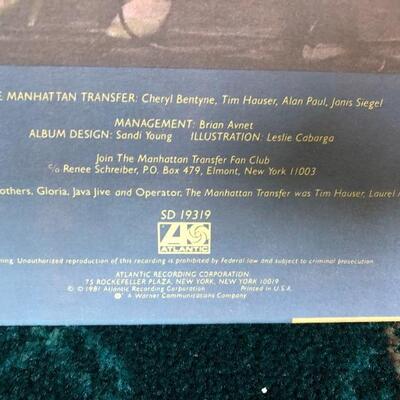 E MANHATTAN TRANSFER: Cheryl Bentyne, Tim Hauser, Alan Paul, Janis Siegel
MANAGEMENT: Brian Avnet
ALBUM DESIGN: Sandi Young ILLUSTRATION: Leslie Cabarga
Join The Manhattan Transfer Fan Club
c/o Renee Schreiber, P.O. Box 479, Elmont, New York 11003
others, Gloria, Java Jive and Operator, The Manhattan Transfer was Tim Hauser, Laurel
SD 19319
ATLANTIC
ning. Unauthorized reproduction of this recording is prohibited by Federal law and subject to criminal prosecution.
ATLANTIC RECORDING CORPORATION
75 ROCKEFELLER PLAZA, NEW YORK, NEW YORK 10019
© ℗ 1981 Atlantic Recording Corporation Printed in U.S.A.
A Warner Communications Company